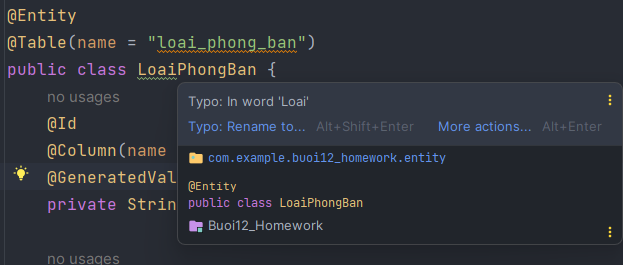 @Entity
@Table(name = "loai_phong_ban")
public class LoaiPhongBan {
no usages
@Id
@Column(name
@GeneratedVal
private Strin
no usages
Typo: In word 'Loai'
Typo: Rename to... Alt+Shift+Enter More actions... Alt+Enter
com.example.buoi12_homework.entity
@Entity
public class LoaiPhongBan
Buoi12_Homework